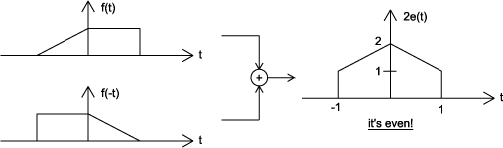 f(t)
t
f(-t)
t
+
2e(t)
2
1
-1
1
t
it's even!